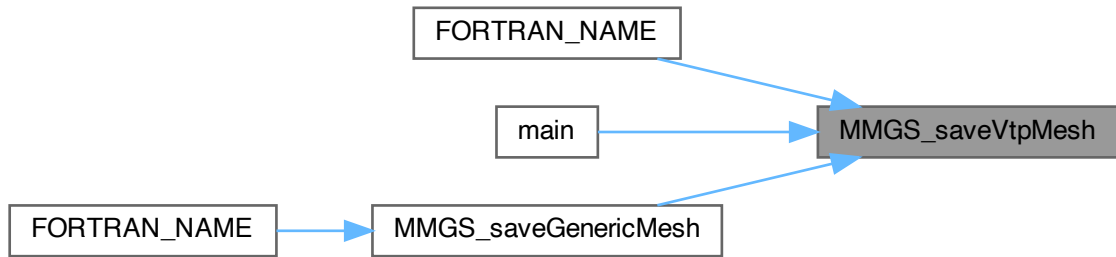 FORTRAN_NAME
main
MMGS_saveVtpMesh
FORTRAN_NAME
MMGS_saveGenericMesh